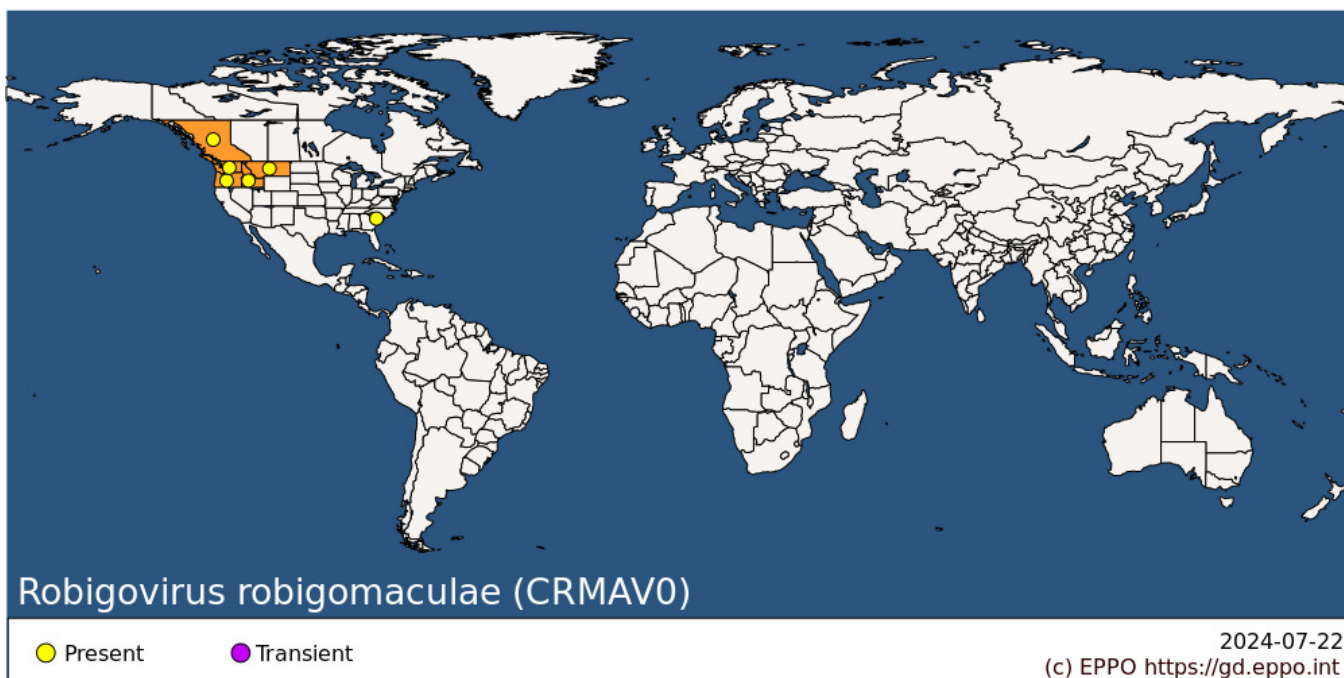 Robigovirus robigomaculae (CRMAV0)
Present
Transient
2024-07-22
(c) EPPO https://gd.eppo.int